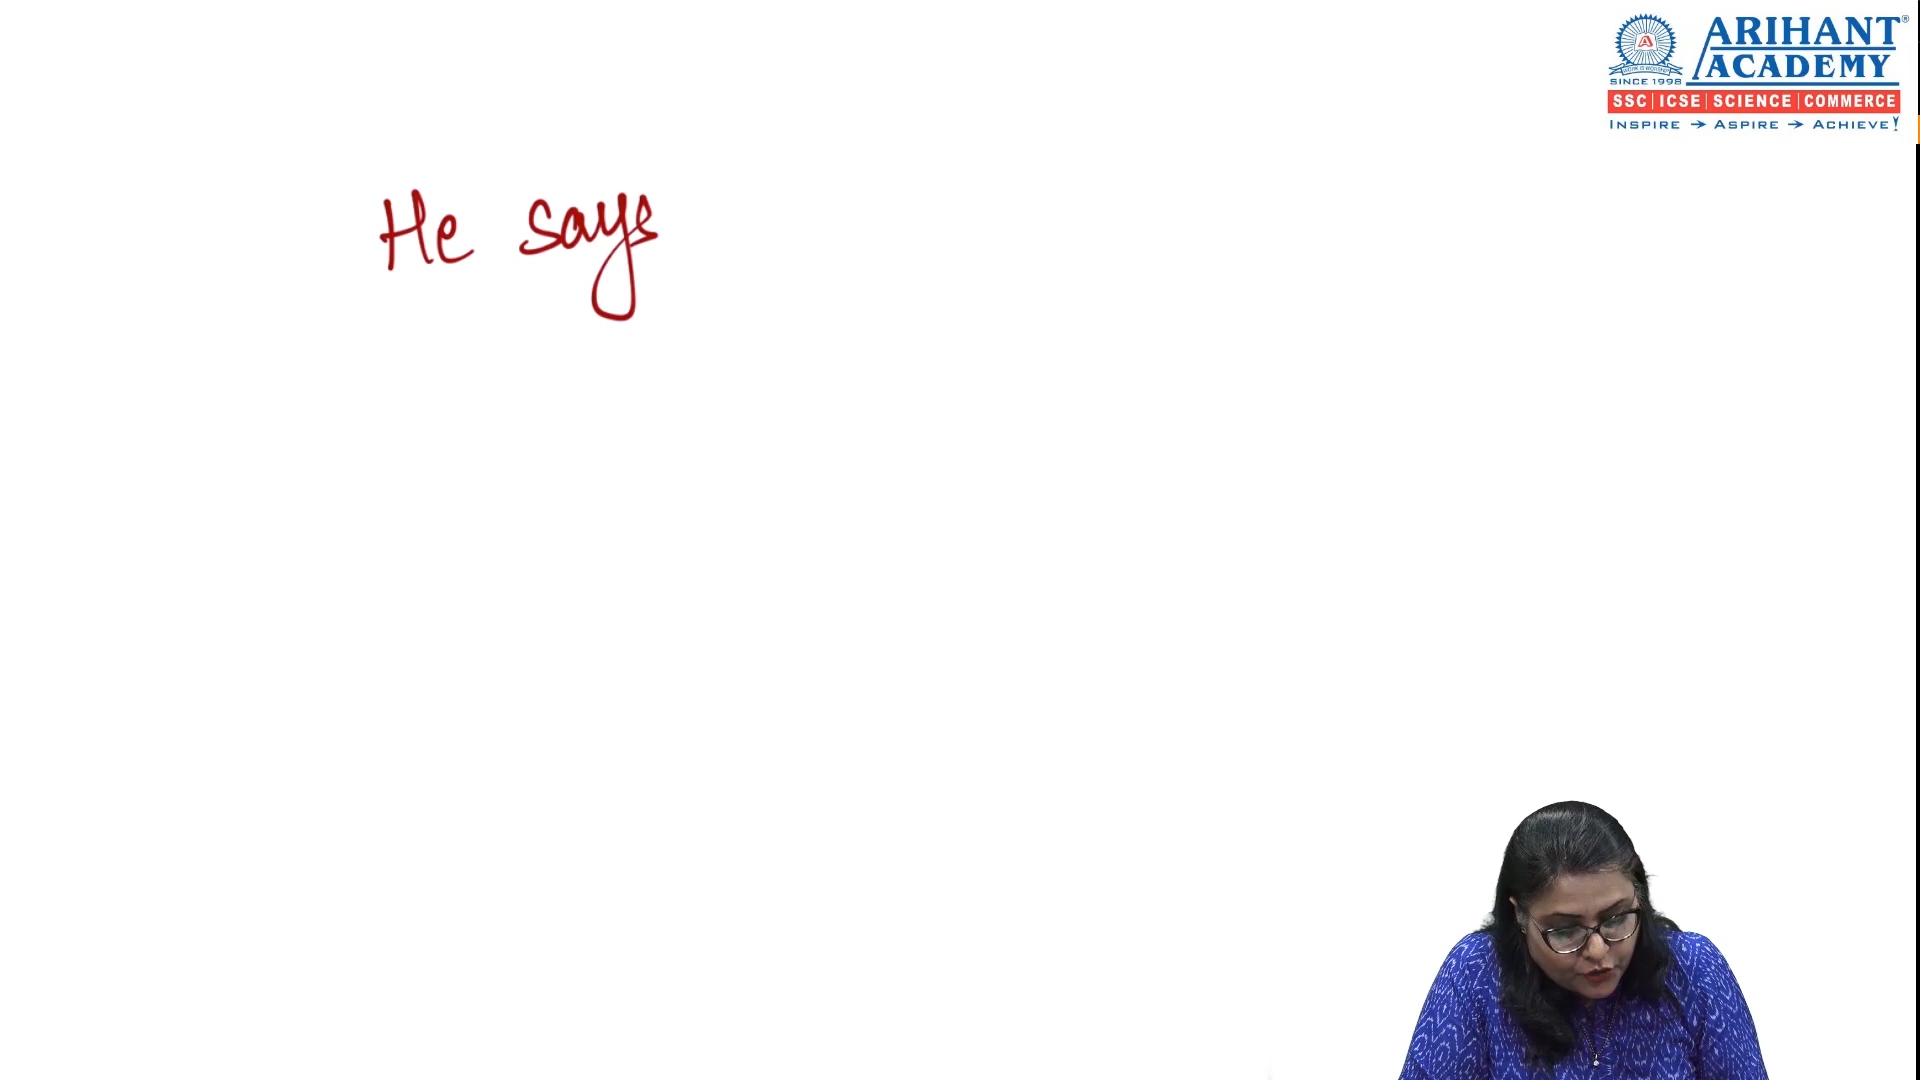 ARIHANT
ACADEMY
SINCE 1998
SSC | ICSE | SCIENCE | COMMERCE
INSPIRE → ASPIRE → ACHIEVE!
He says